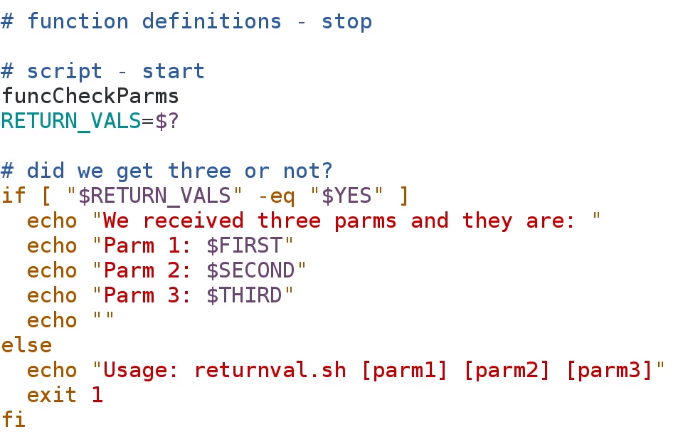 # function definitions - stop

# script - start
funcCheckParms
RETURN_VALS=$?

# did we get three or not?
if [ "$RETURN_VALS" -eq "$YES" ]
  echo "We received three parms and they are: "
  echo "Parm 1: $FIRST"
  echo "Parm 2: $SECOND"
  echo "Parm 3: $THIRD"
  echo ""
else
  echo "Usage: returnval.sh [parm1] [parm2] [parm3]"
  exit 1
fi